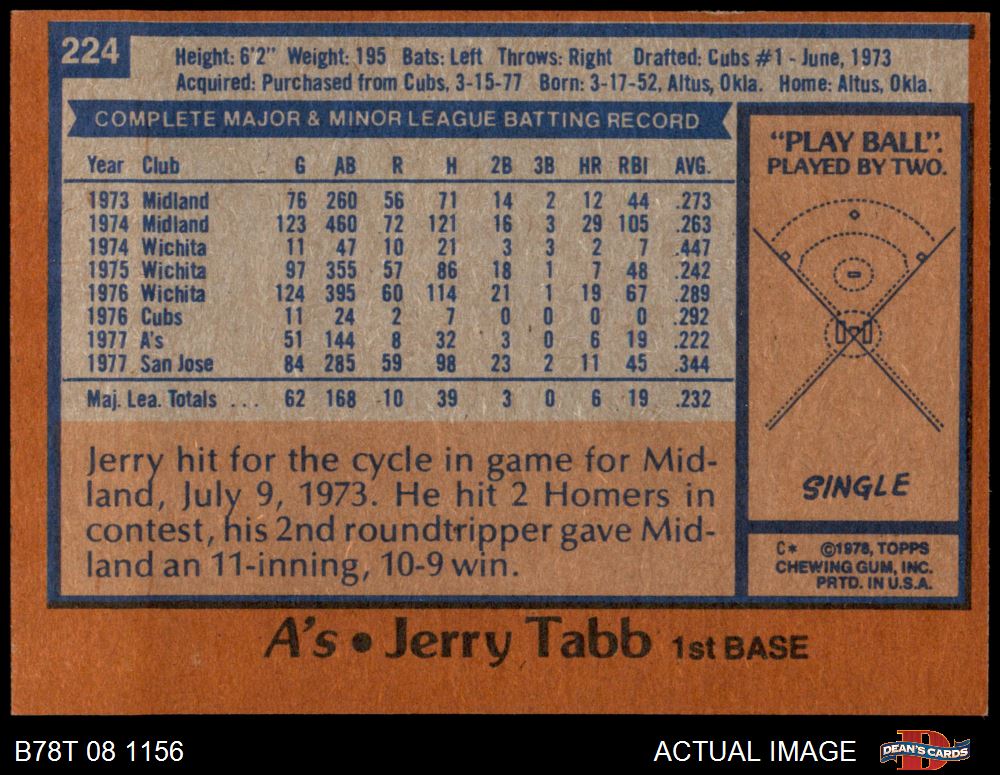 224
Height: 6'2" Weight: 195 Bats: Left Throws: Right Drafted: Cubs #1 - June, 1973
Acquired: Purchased from Cubs, 3-15-77 Born: 3-17-52, Altus, Okla. Home: Altus, Okla.
COMPLETE MAJOR & MINOR LEAGUE BATTING RECORD
Year Club G AB R H 2B 3B HR RBI AVG.
1973 Midland 76 260 56 71 14 2 12 44 .273
1974 Midland 123 460 72 121 16 3 29 105 .263
1974 Wichita 11 47 10 21 3 3 2 7 .447
1975 Wichita 97 355 57 86 18 1 7 48 .242
1976 Wichita 124 395 60 114 21 1 19 67 .289
1976 Cubs 11 24 2 7 0 0 0 0 .292
1977 A's 51 144 8 32 3 0 6 19 .222
1977 San Jose 84 285 59 98 23 2 11 45 .344
Maj. Lea. Totals ... 62 168 10 39 3 0 6 19 .232
Jerry hit for the cycle in game for Mid-
land, July 9, 1973. He hit 2 Homers in
contest, his 2nd roundtripper gave Mid-
land an 11-inning, 10-9 win.
"PLAY BALL".
PLAYED BY TWO.
SINGLE
C* ©1978, TOPPS
CHEWING GUM, INC.
PRTD. IN U.S.A.
A's • Jerry Tabb 1st BASE
B78T 08 1156
ACTUAL IMAGE
DEAN'S CARDS